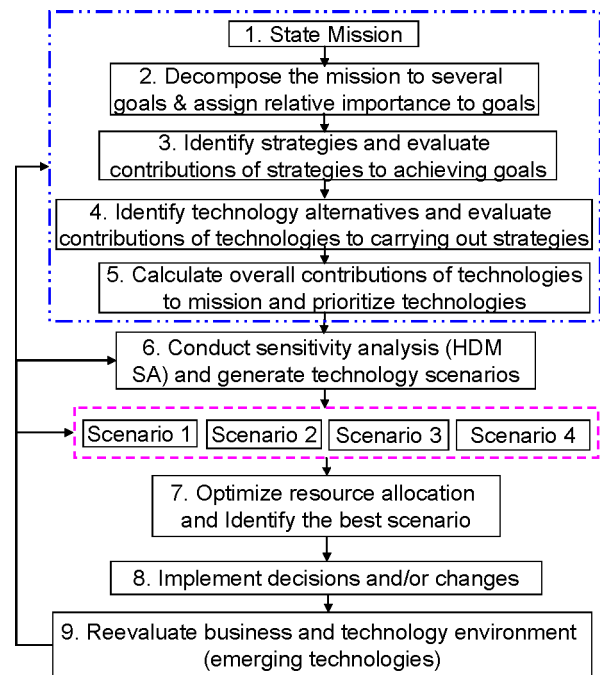 1. State Mission
2. Decompose the mission to several
goals & assign relative importance to goals
3. Identify strategies and evaluate
contributions of strategies to achieving goals
4. Identify technology alternatives and evaluate
contributions of technologies to carrying out strategies
5. Calculate overall contributions of technologies
to mission and prioritize technologies
6. Conduct sensitivity analysis (HDM
SA) and generate technology scenarios
Scenario 1 Scenario 2 Scenario 3 Scenario 4
7. Optimize resource allocation
and Identify the best scenario
8. Implement decisions and/or changes
9. Reevaluate business and technology environment
(emerging technologies)